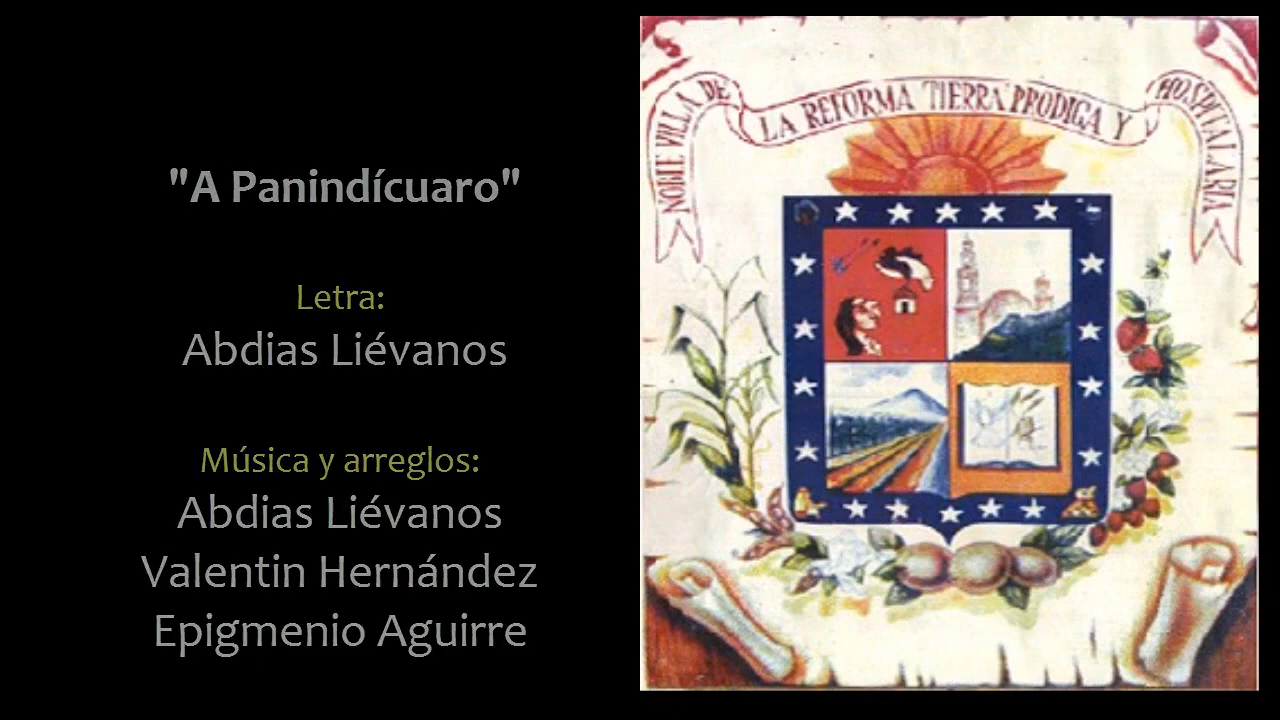 "A Panindícuaro"
Letra:
Abdias Liévanos
Música y arreglos:
Abdias Liévanos
Valentin Hernández
Epigmenio Aguirre
NOBLE VILLA DE LA REFORMA TIERRA PRODIGA Y HOSPITALARIA